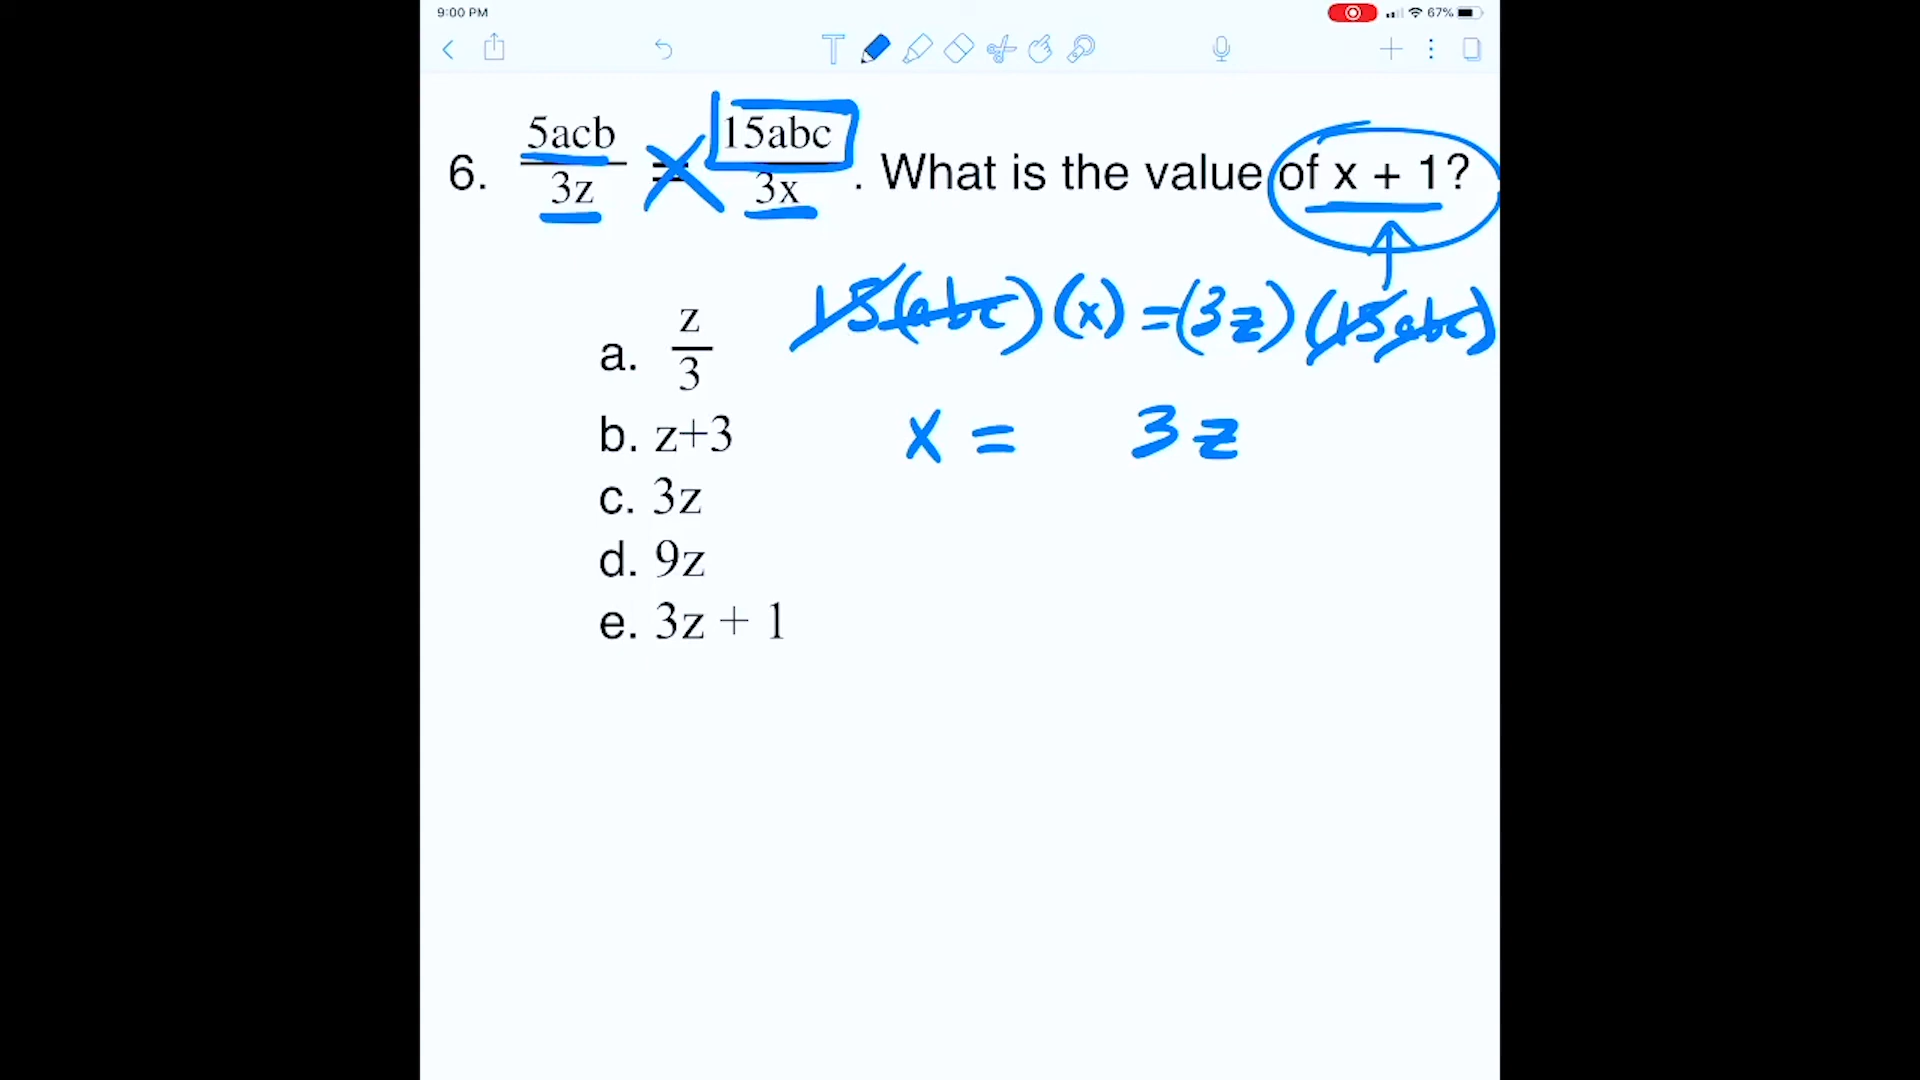 9:00 PM 67%
6. 5acb/3z = 15abc/3x . What is the value of x + 1?
15(abc)(x) = (3z)(15abc)
a. z/3
b. z+3
x = 3z
c. 3z
d. 9z
e. 3z + 1